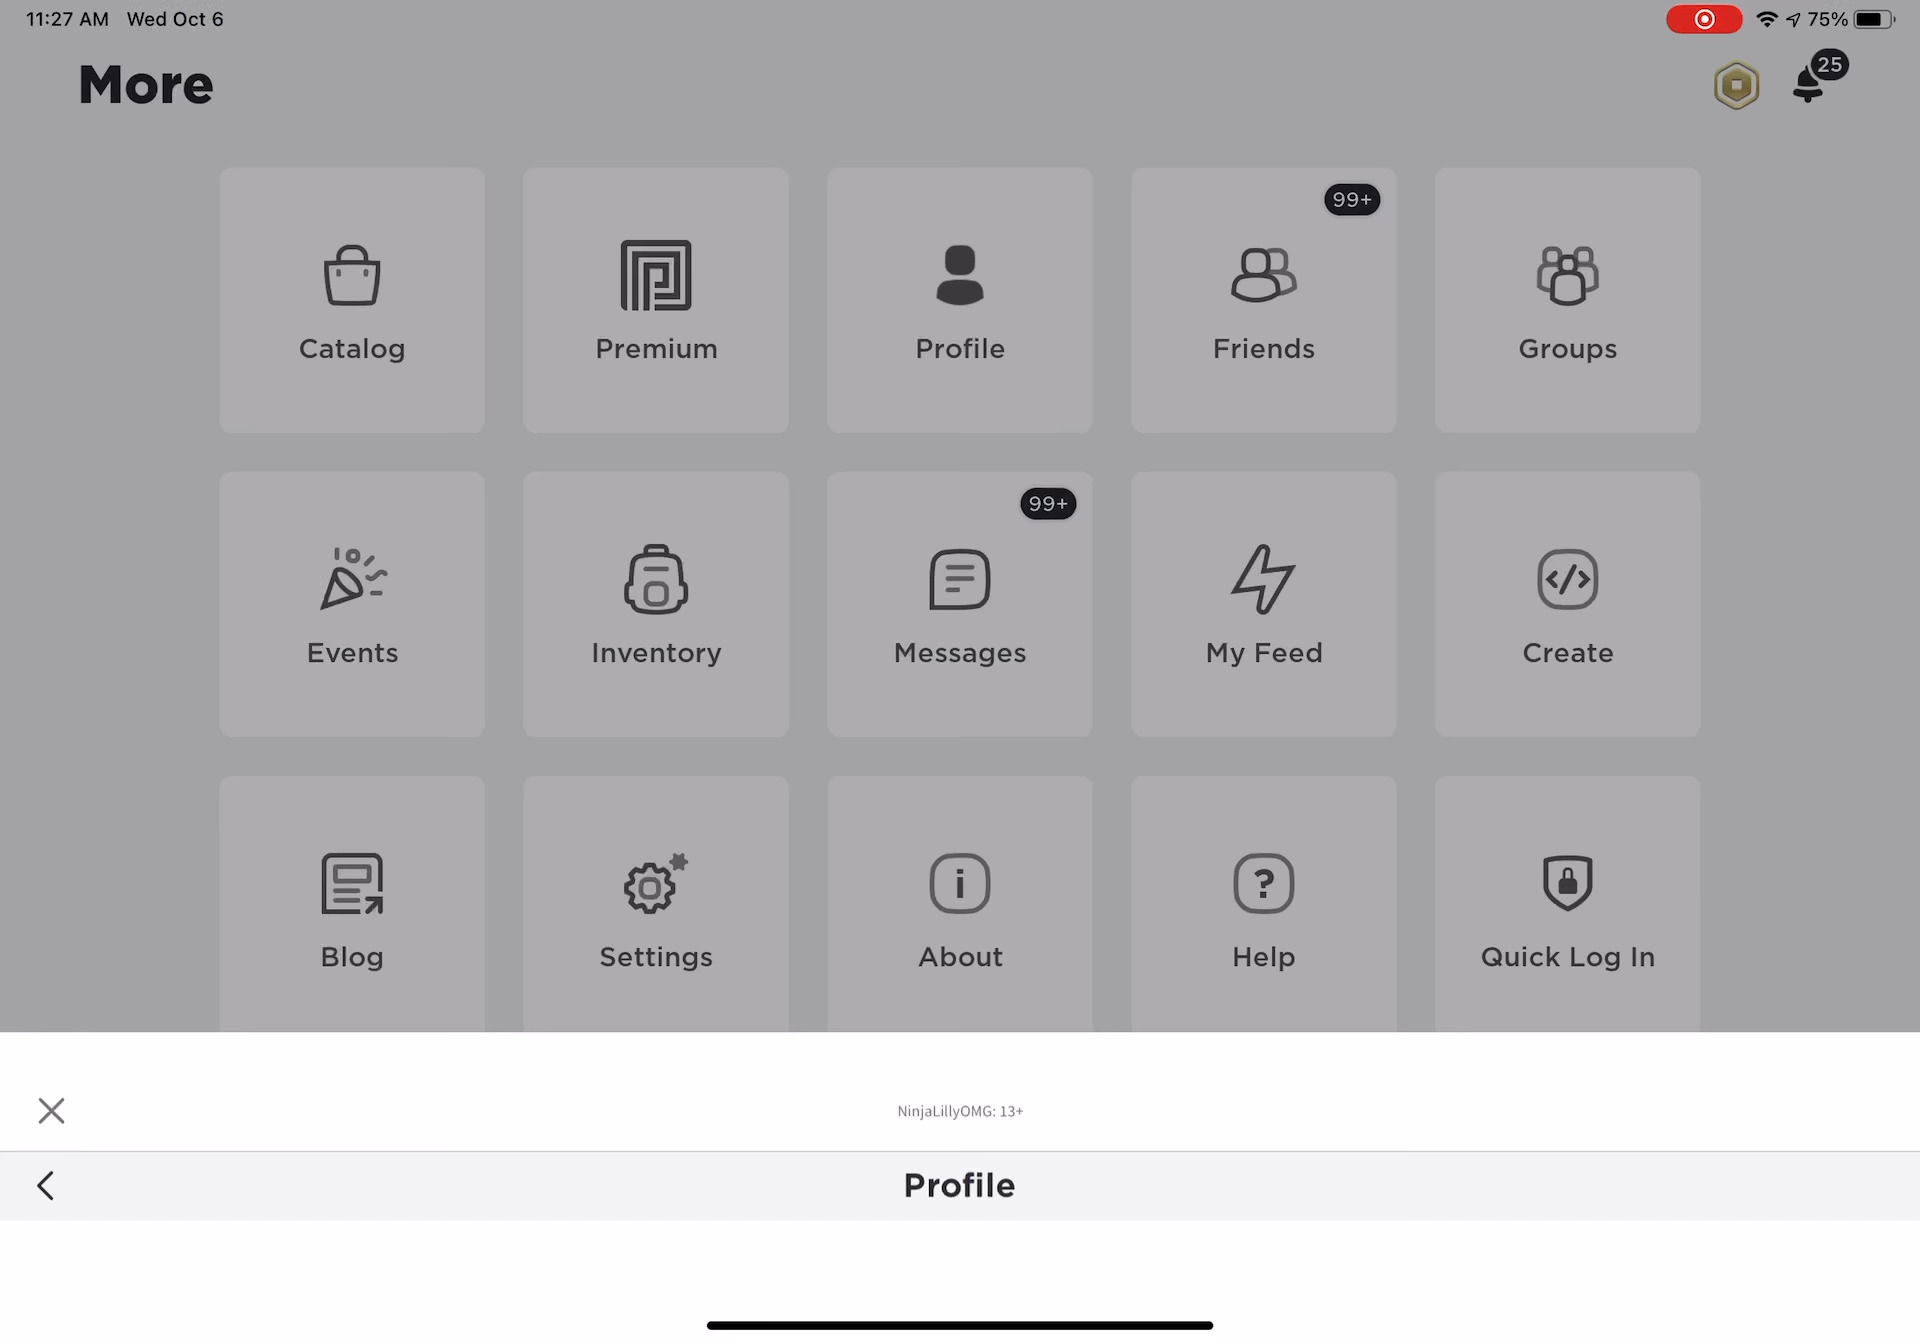 11:27 AM Wed Oct 6
75%
More
25
Catalog
Premium
Profile
99+
Friends
Groups
Events
Inventory
99+
Messages
My Feed
Create
Blog
Settings
About
Help
Quick Log In
NinjaLillyOMG: 13+
Profile